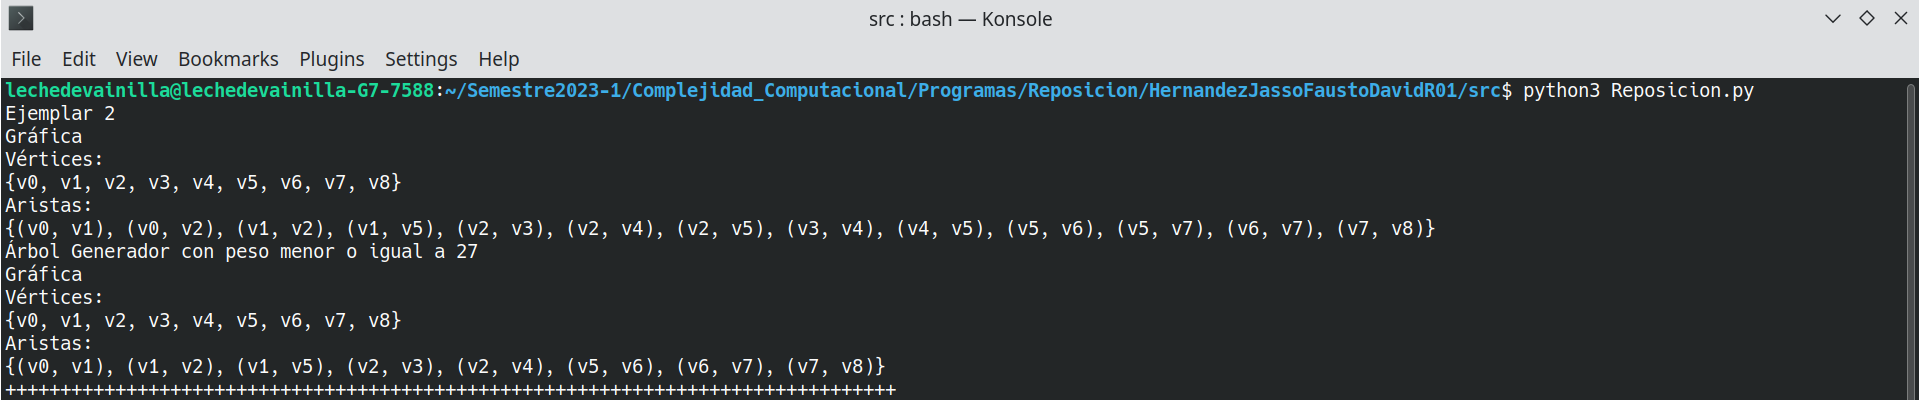 src : bash — Konsole
File Edit View Bookmarks Plugins Settings Help
lechedevainilla@lechedevainilla-G7-7588:~/Semestre2023-1/Complejidad_Computacional/Programas/Reposicion/HernandezJassoFaustoDavidR01/src$ python3 Reposicion.py
Ejemplar 2
Gráfica
Vértices:
{v0, v1, v2, v3, v4, v5, v6, v7, v8}
Aristas:
{(v0, v1), (v0, v2), (v1, v2), (v1, v5), (v2, v3), (v2, v4), (v2, v5), (v3, v4), (v4, v5), (v5, v6), (v5, v7), (v6, v7), (v7, v8)}
Árbol Generador con peso menor o igual a 27
Gráfica
Vértices:
{v0, v1, v2, v3, v4, v5, v6, v7, v8}
Aristas:
{(v0, v1), (v1, v2), (v1, v5), (v2, v3), (v2, v4), (v5, v6), (v6, v7), (v7, v8)}
+++++++++++++++++++++++++++++++++++++++++++++++++++++++++++++++++++++++++++++++++